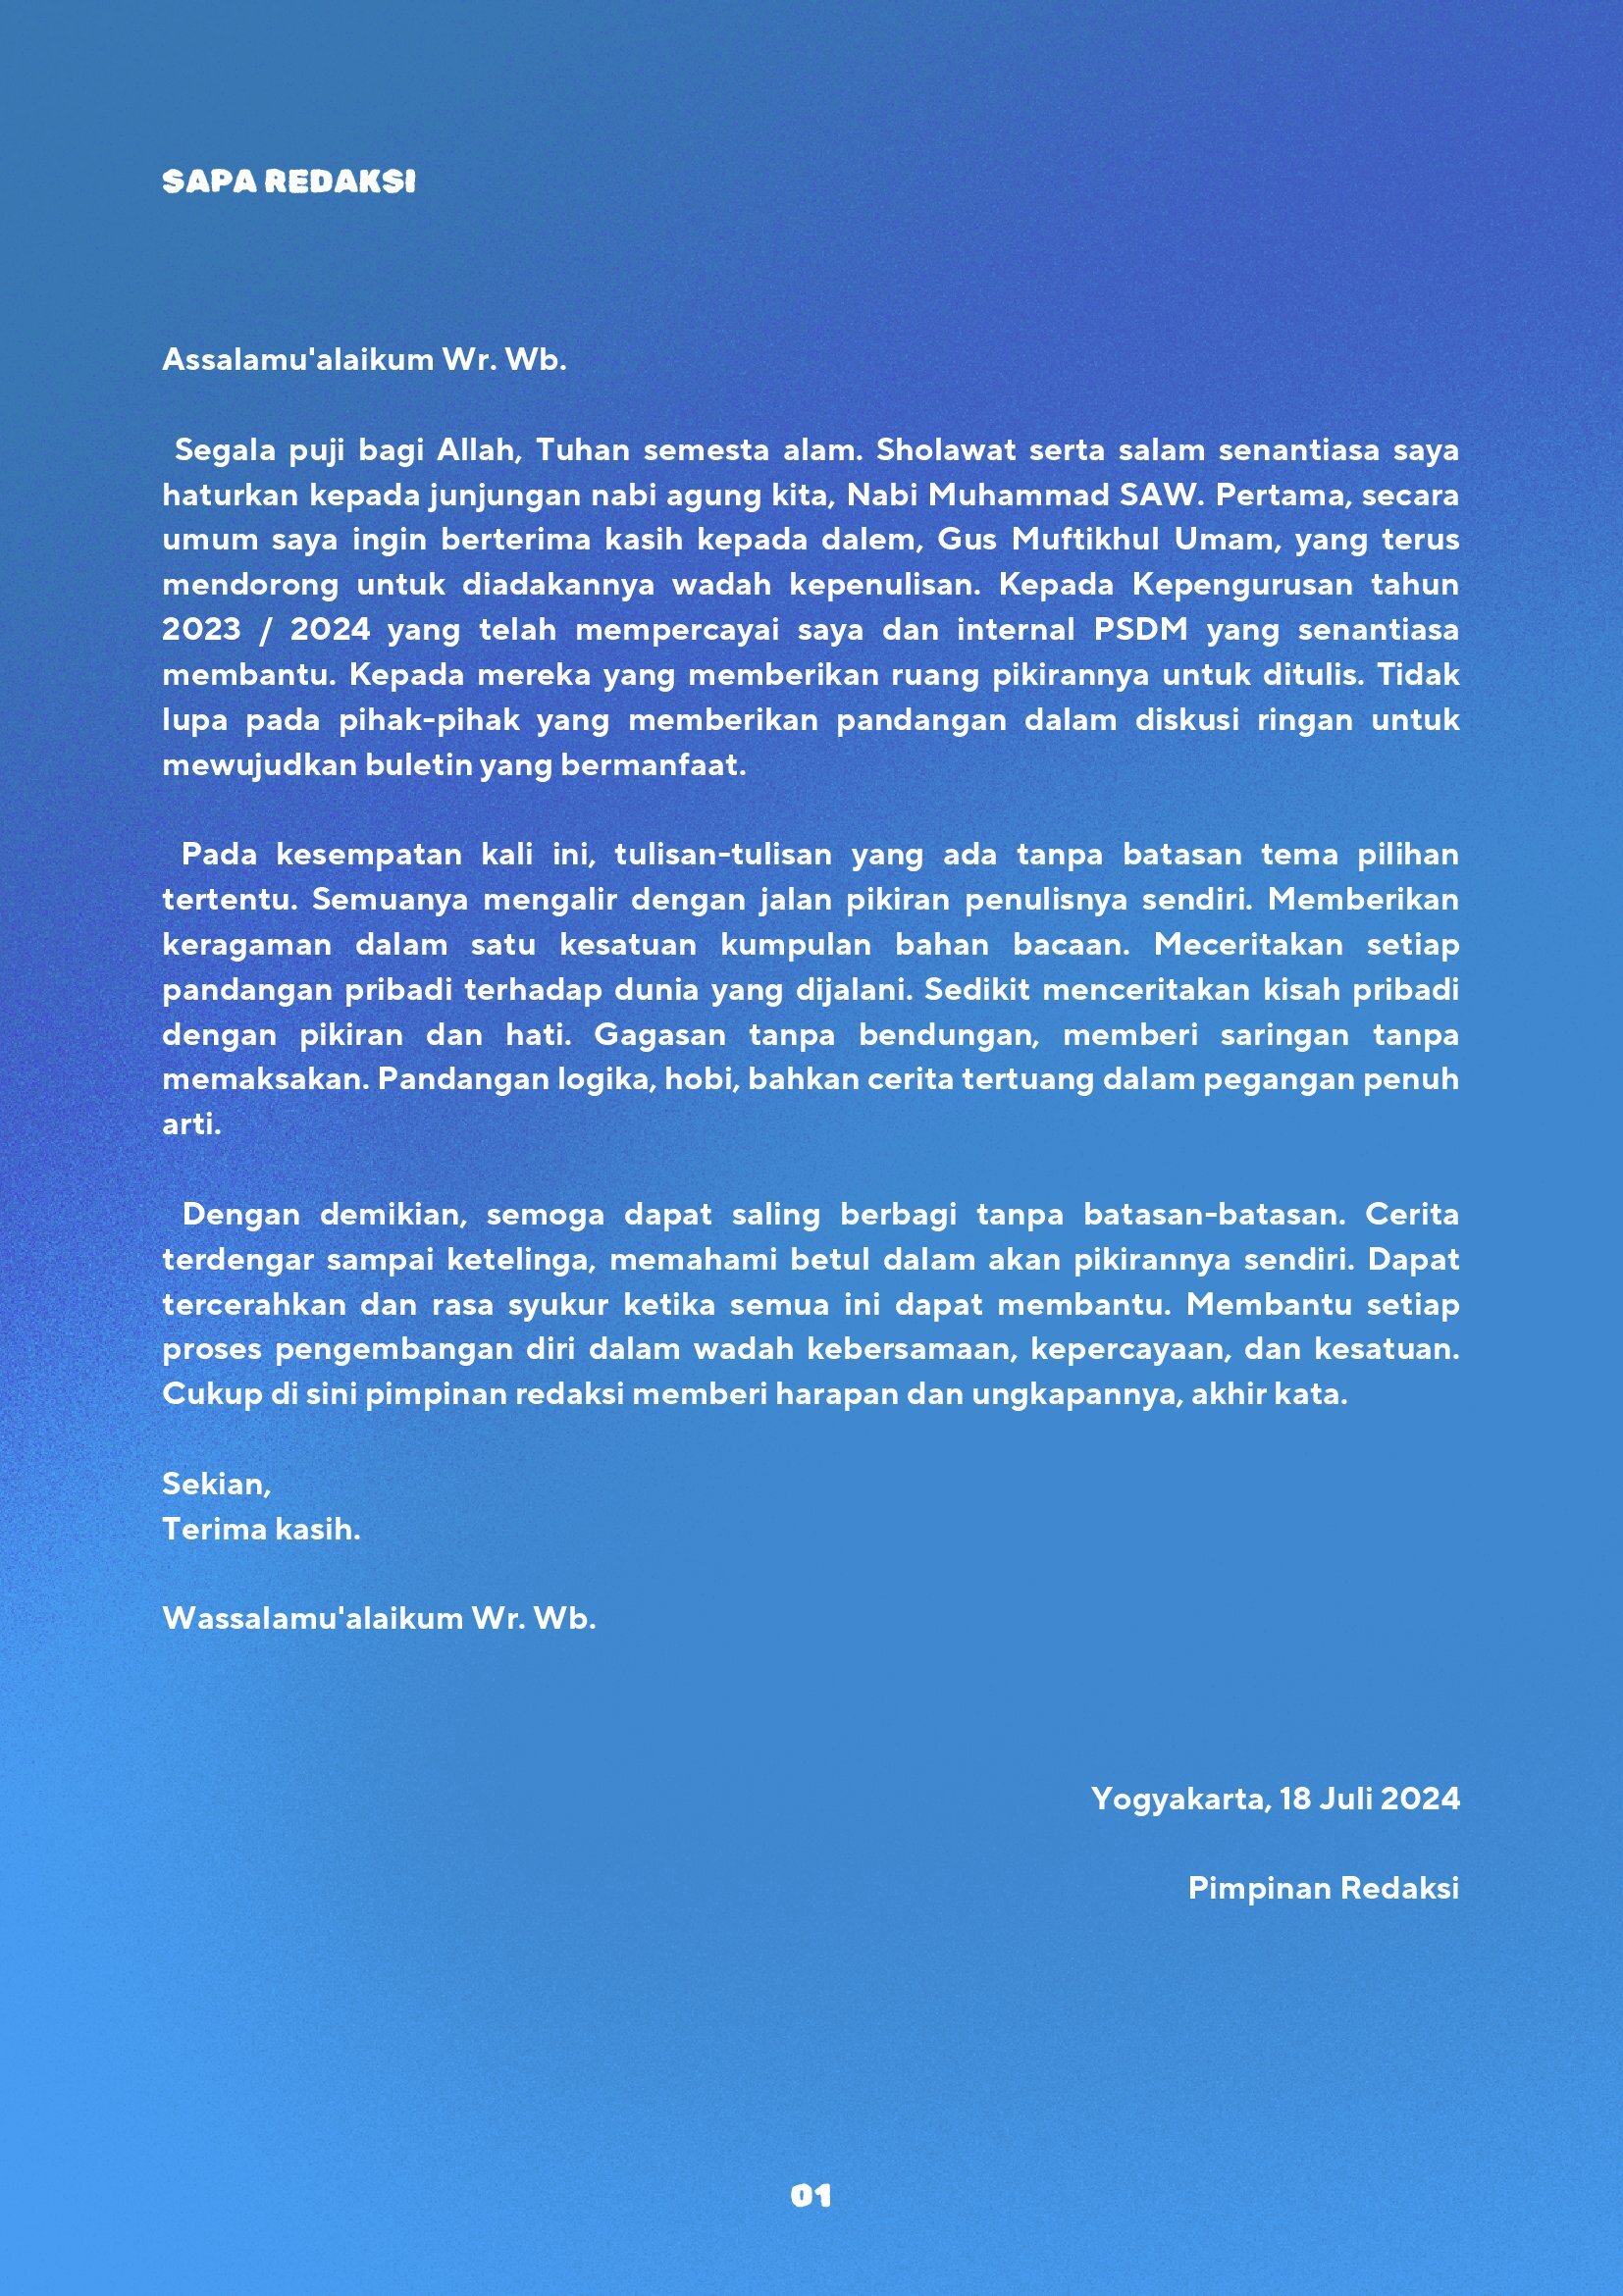 SAPA REDAKSI
Assalamu'alaikum Wr. Wb.
Segala puji bagi Allah, Tuhan semesta alam. Sholawat serta salam senantiasa saya
haturkan kepada junjungan nabi agung kita, Nabi Muhammad SAW. Pertama, secara
umum saya ingin berterima kasih kepada dalem, Gus Muftikhul Umam, yang terus
mendorong untuk diadakannya wadah kepenulisan. Kepada Kepengurusan tahun
2023 / 2024 yang telah mempercayai saya dan internal PSDM yang senantiasa
membantu. Kepada mereka yang memberikan ruang pikirannya untuk ditulis. Tidak
lupa pada pihak-pihak yang memberikan pandangan dalam diskusi ringan untuk
mewujudkan buletin yang bermanfaat.
Pada kesempatan kali ini, tulisan-tulisan yang ada tanpa batasan tema pilihan
tertentu. Semuanya mengalir dengan jalan pikiran penulisnya sendiri. Memberikan
keragaman dalam satu kesatuan kumpulan bahan bacaan. Meceritakan setiap
pandangan pribadi terhadap dunia yang dijalani. Sedikit menceritakan kisah pribadi
dengan pikiran dan hati. Gagasan tanpa bendungan, memberi saringan tanpa
memaksakan. Pandangan logika, hobi, bahkan cerita tertuang dalam pegangan penuh
arti.
Dengan demikian, semoga dapat saling berbagi tanpa batasan-batasan. Cerita
terdengar sampai ketelinga, memahami betul dalam akan pikirannya sendiri. Dapat
tercerahkan dan rasa syukur ketika semua ini dapat membantu. Membantu setiap
proses pengembangan diri dalam wadah kebersamaan, kepercayaan, dan kesatuan.
Cukup di sini pimpinan redaksi memberi harapan dan ungkapannya, akhir kata.
Sekian,
Terima kasih.
Wassalamu'alaikum Wr. Wb.
Yogyakarta, 18 Juli 2024
Pimpinan Redaksi
01